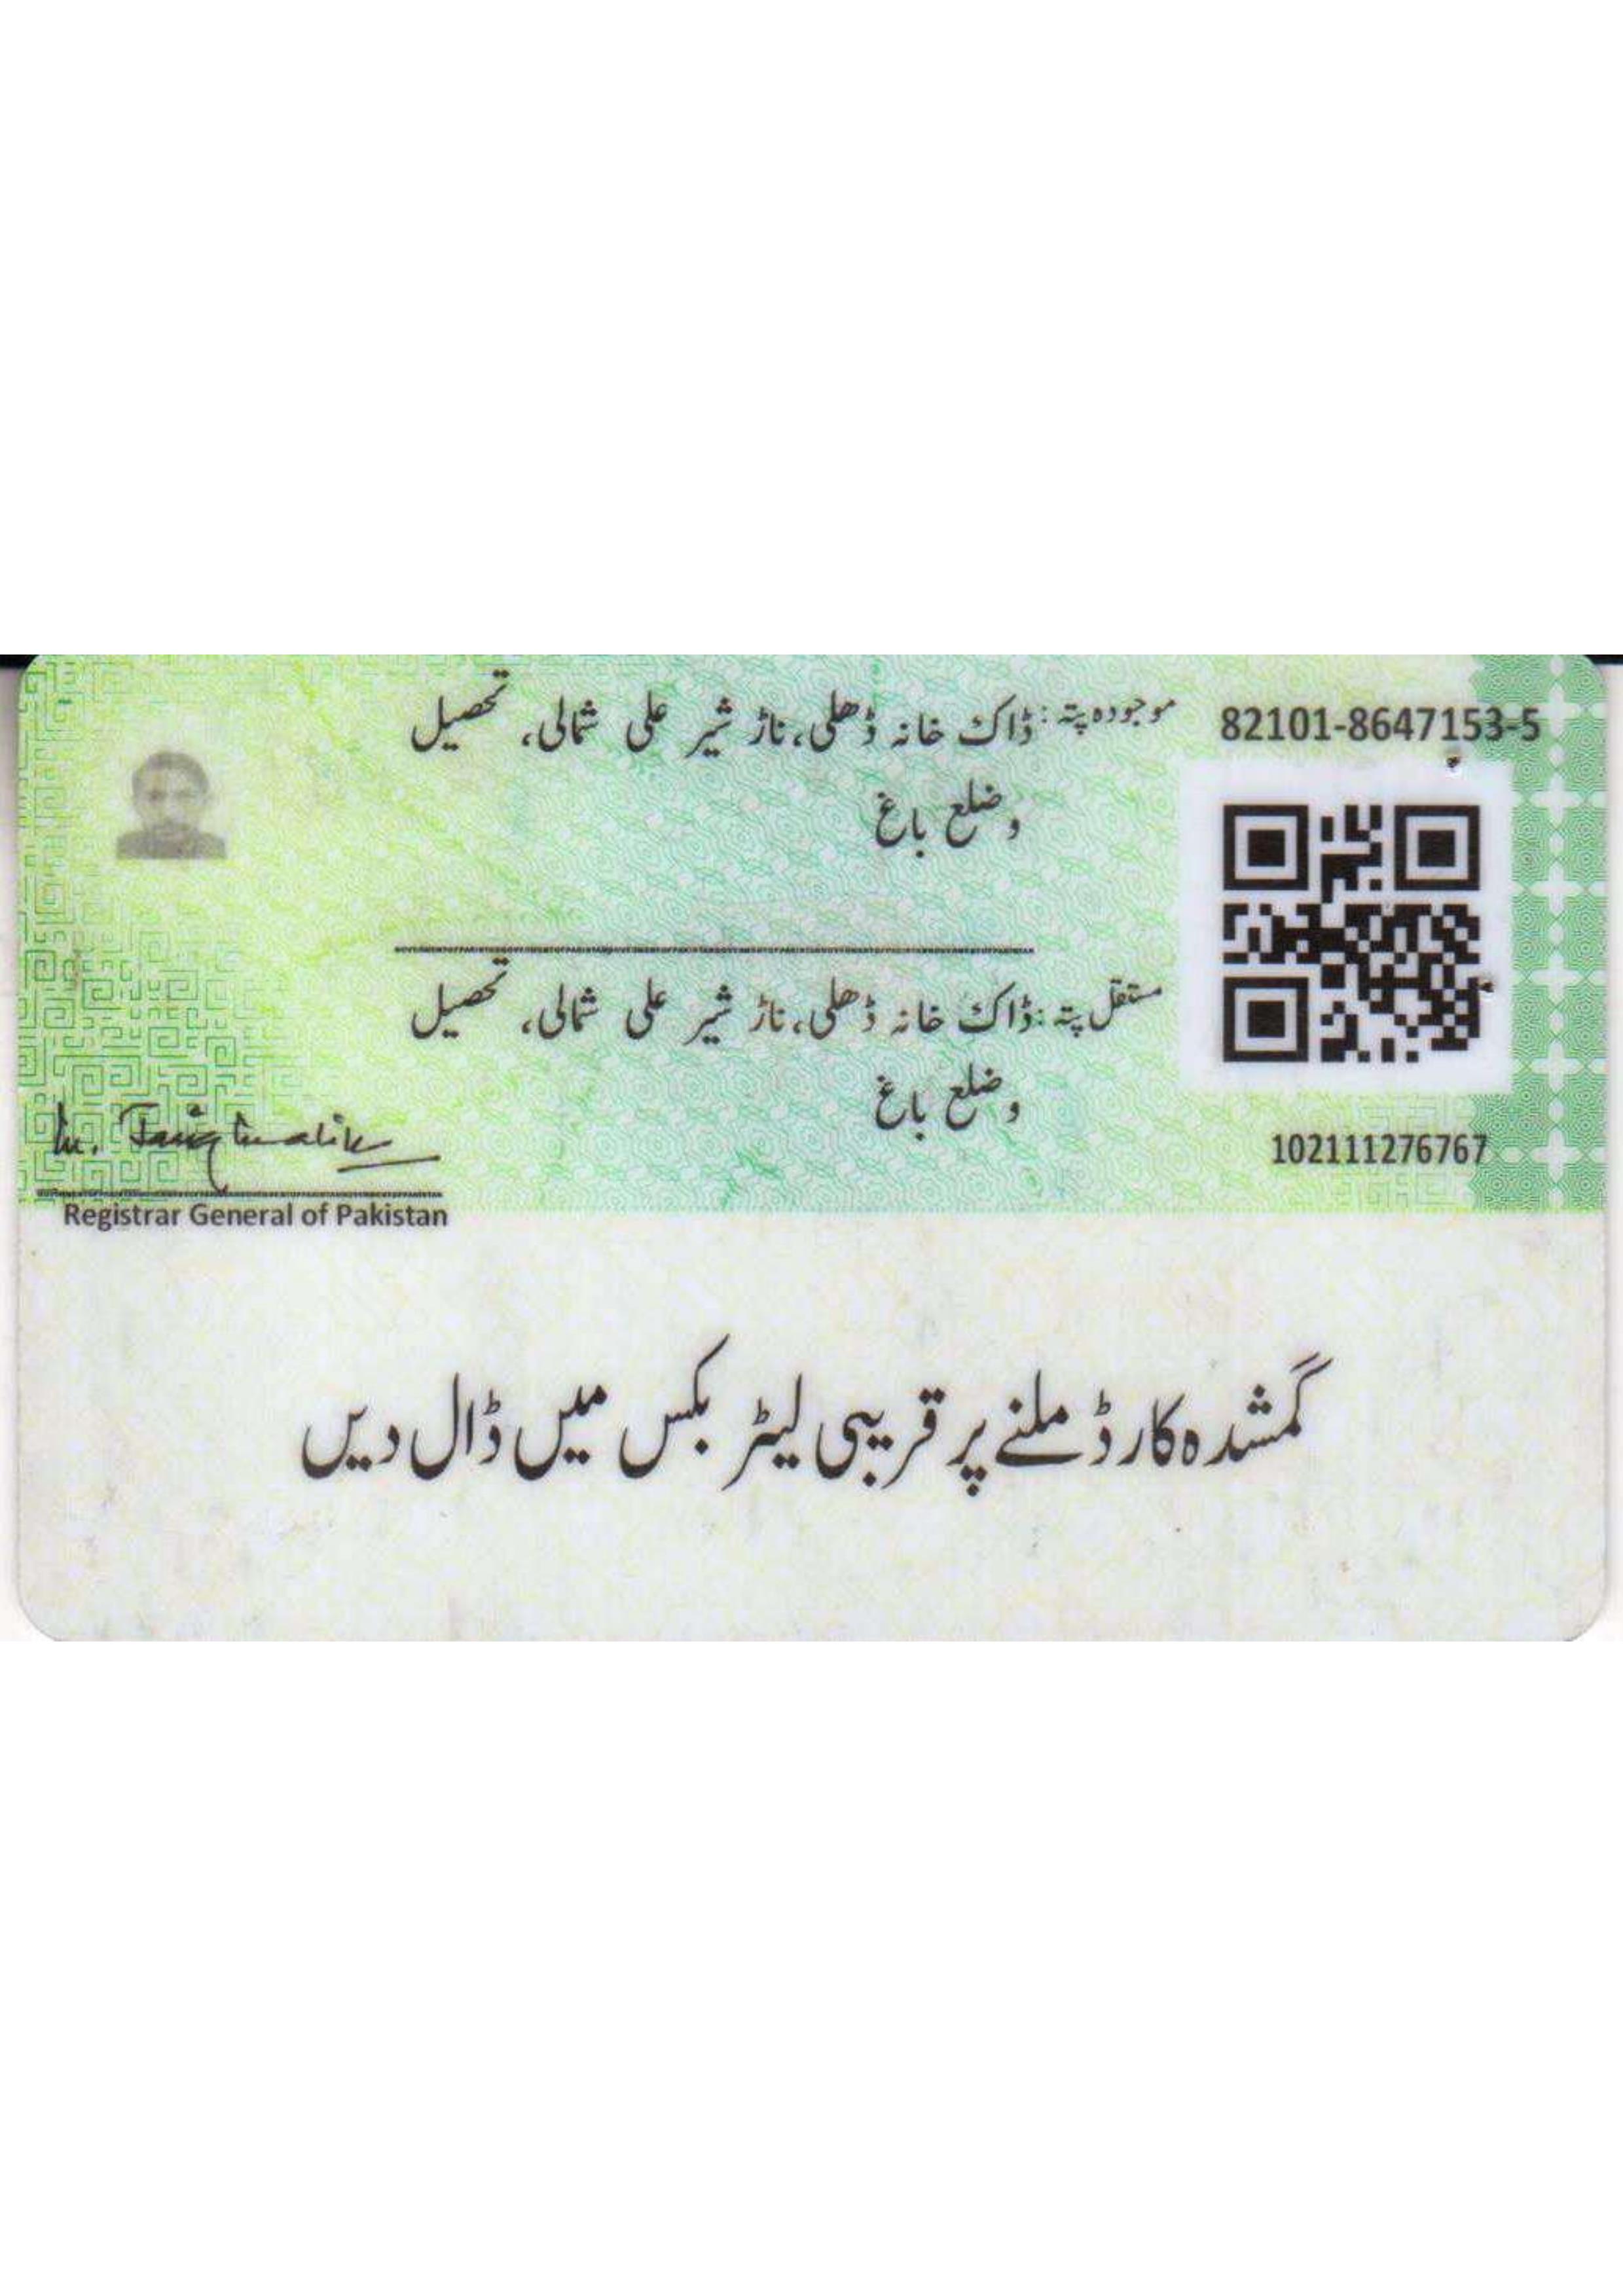 موجودہ پتہ: ڈاک خانہ ڈھلی، ناڑ شیر علی شمالی، تحصیل
و ضلع باغ
82101-8647153-5
مستقل پتہ: ڈاک خانہ ڈھلی، ناڑ شیر علی شمالی، تحصیل
و ضلع باغ
102111276767
M. Tariq Malik
Registrar General of Pakistan
گمشدہ کارڈ ملنے پر قریبی لیٹر بکس میں ڈال دیں